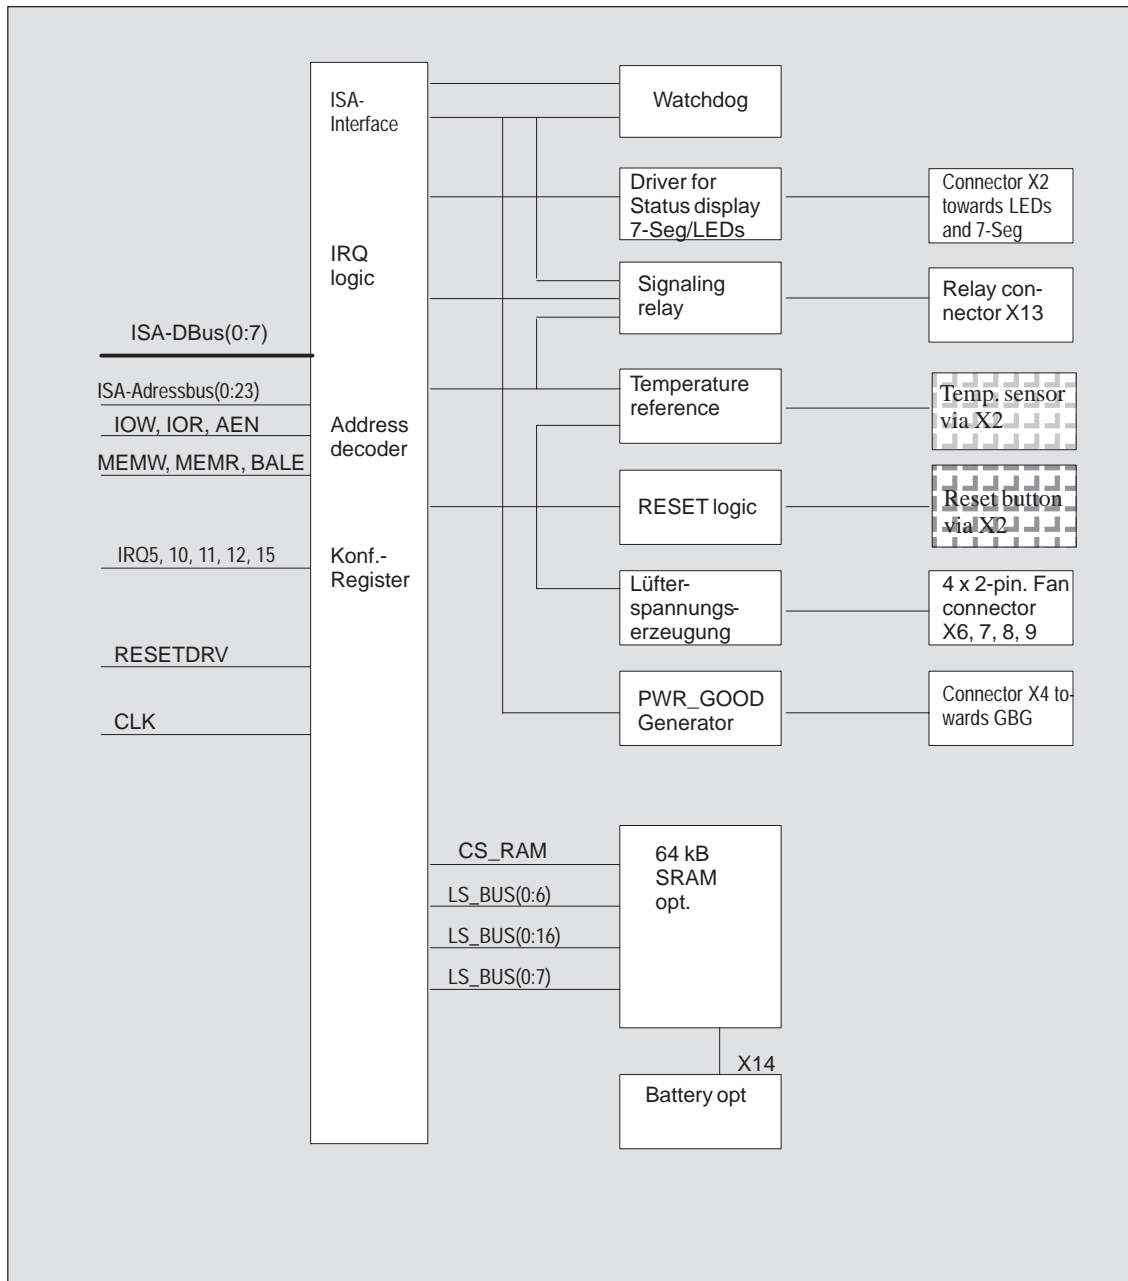 ISA-
Interface
IRQ
logic
Address
decoder
Konf.-
Register
ISA-DBus(0:7)
ISA-Adressbus(0:23)
IOW, IOR, AEN
MEMW, MEMR, BALE
IRQ5, 10, 11, 12, 15
RESETDRV
CLK
Watchdog
Driver for
Status display
7-Seg/LEDs
Connector X2
towards LEDs
and 7-Seg
Signaling
relay
Relay con-
nector X13
Temperature
reference
Temp. sensor
via X2
RESET logic
Reset button
via X2
Lüfter-
spannungs-
erzeugung
4 x 2-pin. Fan
connector
X6, 7, 8, 9
PWR_GOOD
Generator
Connector X4 to-
wards GBG
CS_RAM
LS_BUS(0:6)
LS_BUS(0:16)
LS_BUS(0:7)
64 kB
SRAM
opt.
X14
Battery opt